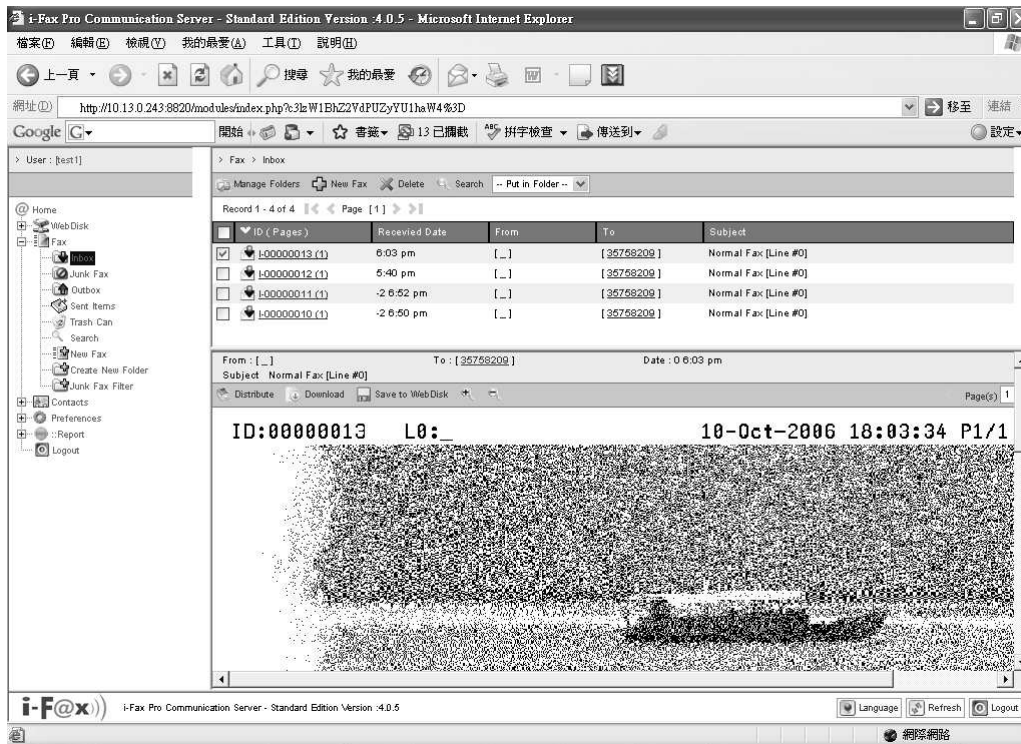 i-Fax Pro Communication Server - Standard Edition Version :4.0.5 - Microsoft Internet Explorer
檔案(F) 編輯(E) 檢視(V) 我的最愛(A) 工具(T) 說明(H)
上一頁 搜尋 我的最愛
網址(D) http://10.13.0.243:8820/modules/index.php?c3lzW1BhZ2VdPUZyYU1haW4%3D 移至 連結
Google G 開始 書籤 13 已攔截 ABC 拼字檢查 傳送到 設定
> User : [test1] > Fax > Inbox
Manage Folders New Fax Delete Search -- Put in Folder --
Record 1 - 4 of 4 Page [1]
ID ( Pages ) Recevied Date From To Subject
I-00000013 (1) 6:03 pm [ _ ] [ 35758209 ] Normal Fax [Line #0]
I-00000012 (1) 5:40 pm [ _ ] [ 35758209 ] Normal Fax [Line #0]
I-00000011 (1) -2 6:52 pm [ _ ] [ 35758209 ] Normal Fax [Line #0]
I-00000010 (1) -2 6:50 pm [ _ ] [ 35758209 ] Normal Fax [Line #0]
@ Home
WebDisk
Fax
Inbox
Junk Fax
Outbox
Sent Items
Trash Can
Search
New Fax
Create New Folder
Junk Fax Filter
Contacts
Preferences
::Report
Logout
From : [ _ ] To : [ 35758209 ] Date : 0 6:03 pm
Subject Normal Fax [Line #0]
Distribute Download Save to WebDisk Page(s) 1
ID:00000013 L0:_ 10-Oct-2006 18:03:34 P1/1
i-F@x)) i-Fax Pro Communication Server - Standard Edition Version :4.0.5 Language Refresh Logout
網際網路